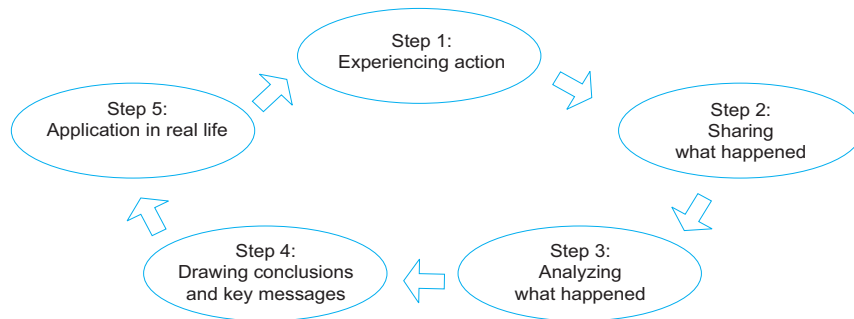 Step 1:
Experiencing action
Step 2:
Sharing
what happened
Step 3:
Analyzing
what happened
Step 4:
Drawing conclusions
and key messages
Step 5:
Application in real life